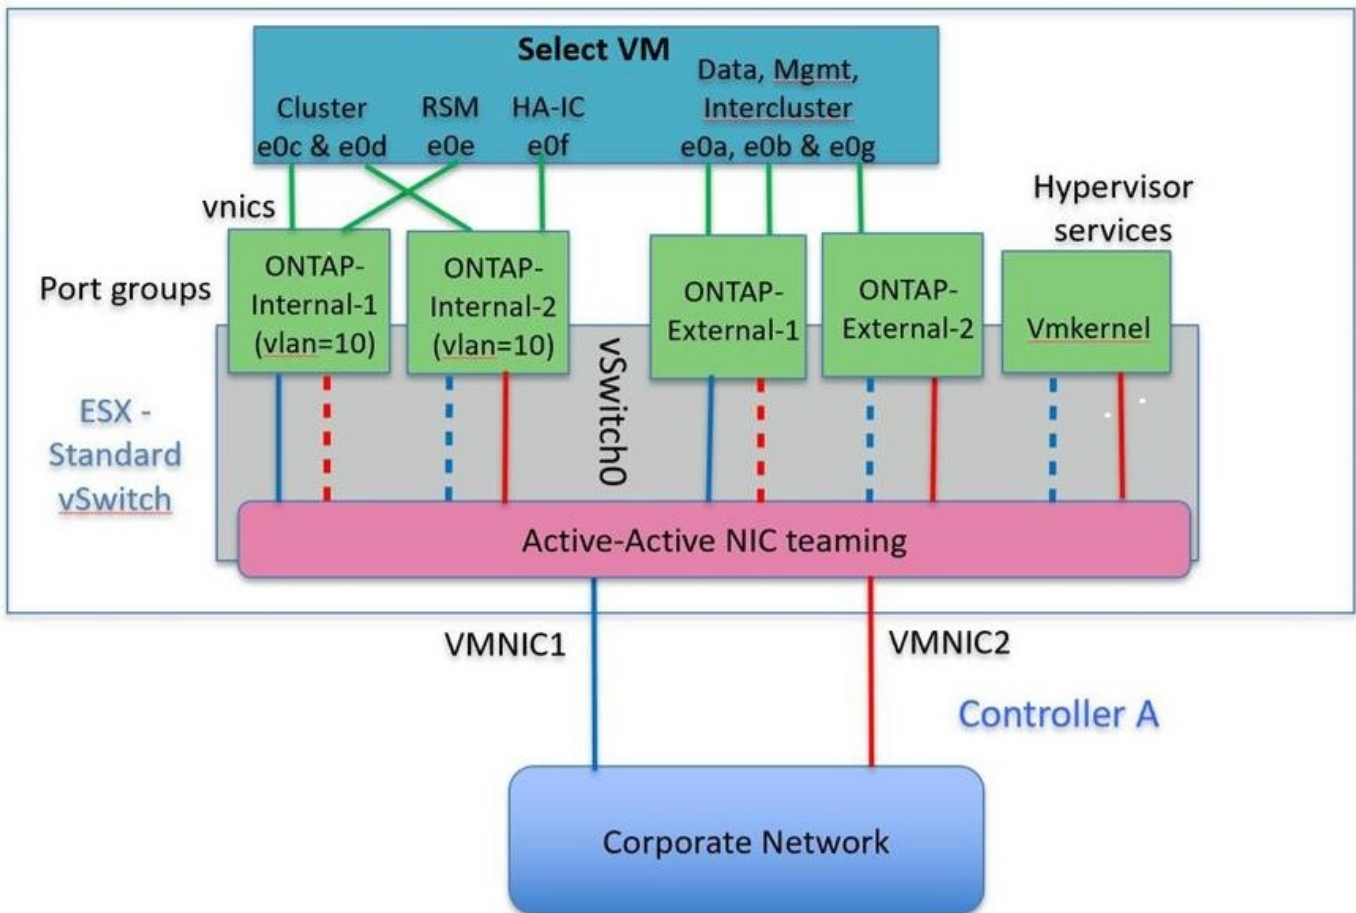 Select VM
Cluster
e0c & e0d
RSM
e0e
HA-IC
e0f
Data, Mgmt,
Intercluster
e0a, e0b & e0g
vnics
Hypervisor
services
Port groups
ONTAP-
Internal-1
(vlan=10)
ONTAP-
Internal-2
(vlan=10)
ONTAP-
External-1
ONTAP-
External-2
Vmkernel
vSwitch0
ESX -
Standard
vSwitch
Active-Active NIC teaming
VMNIC1
VMNIC2
Controller A
Corporate Network